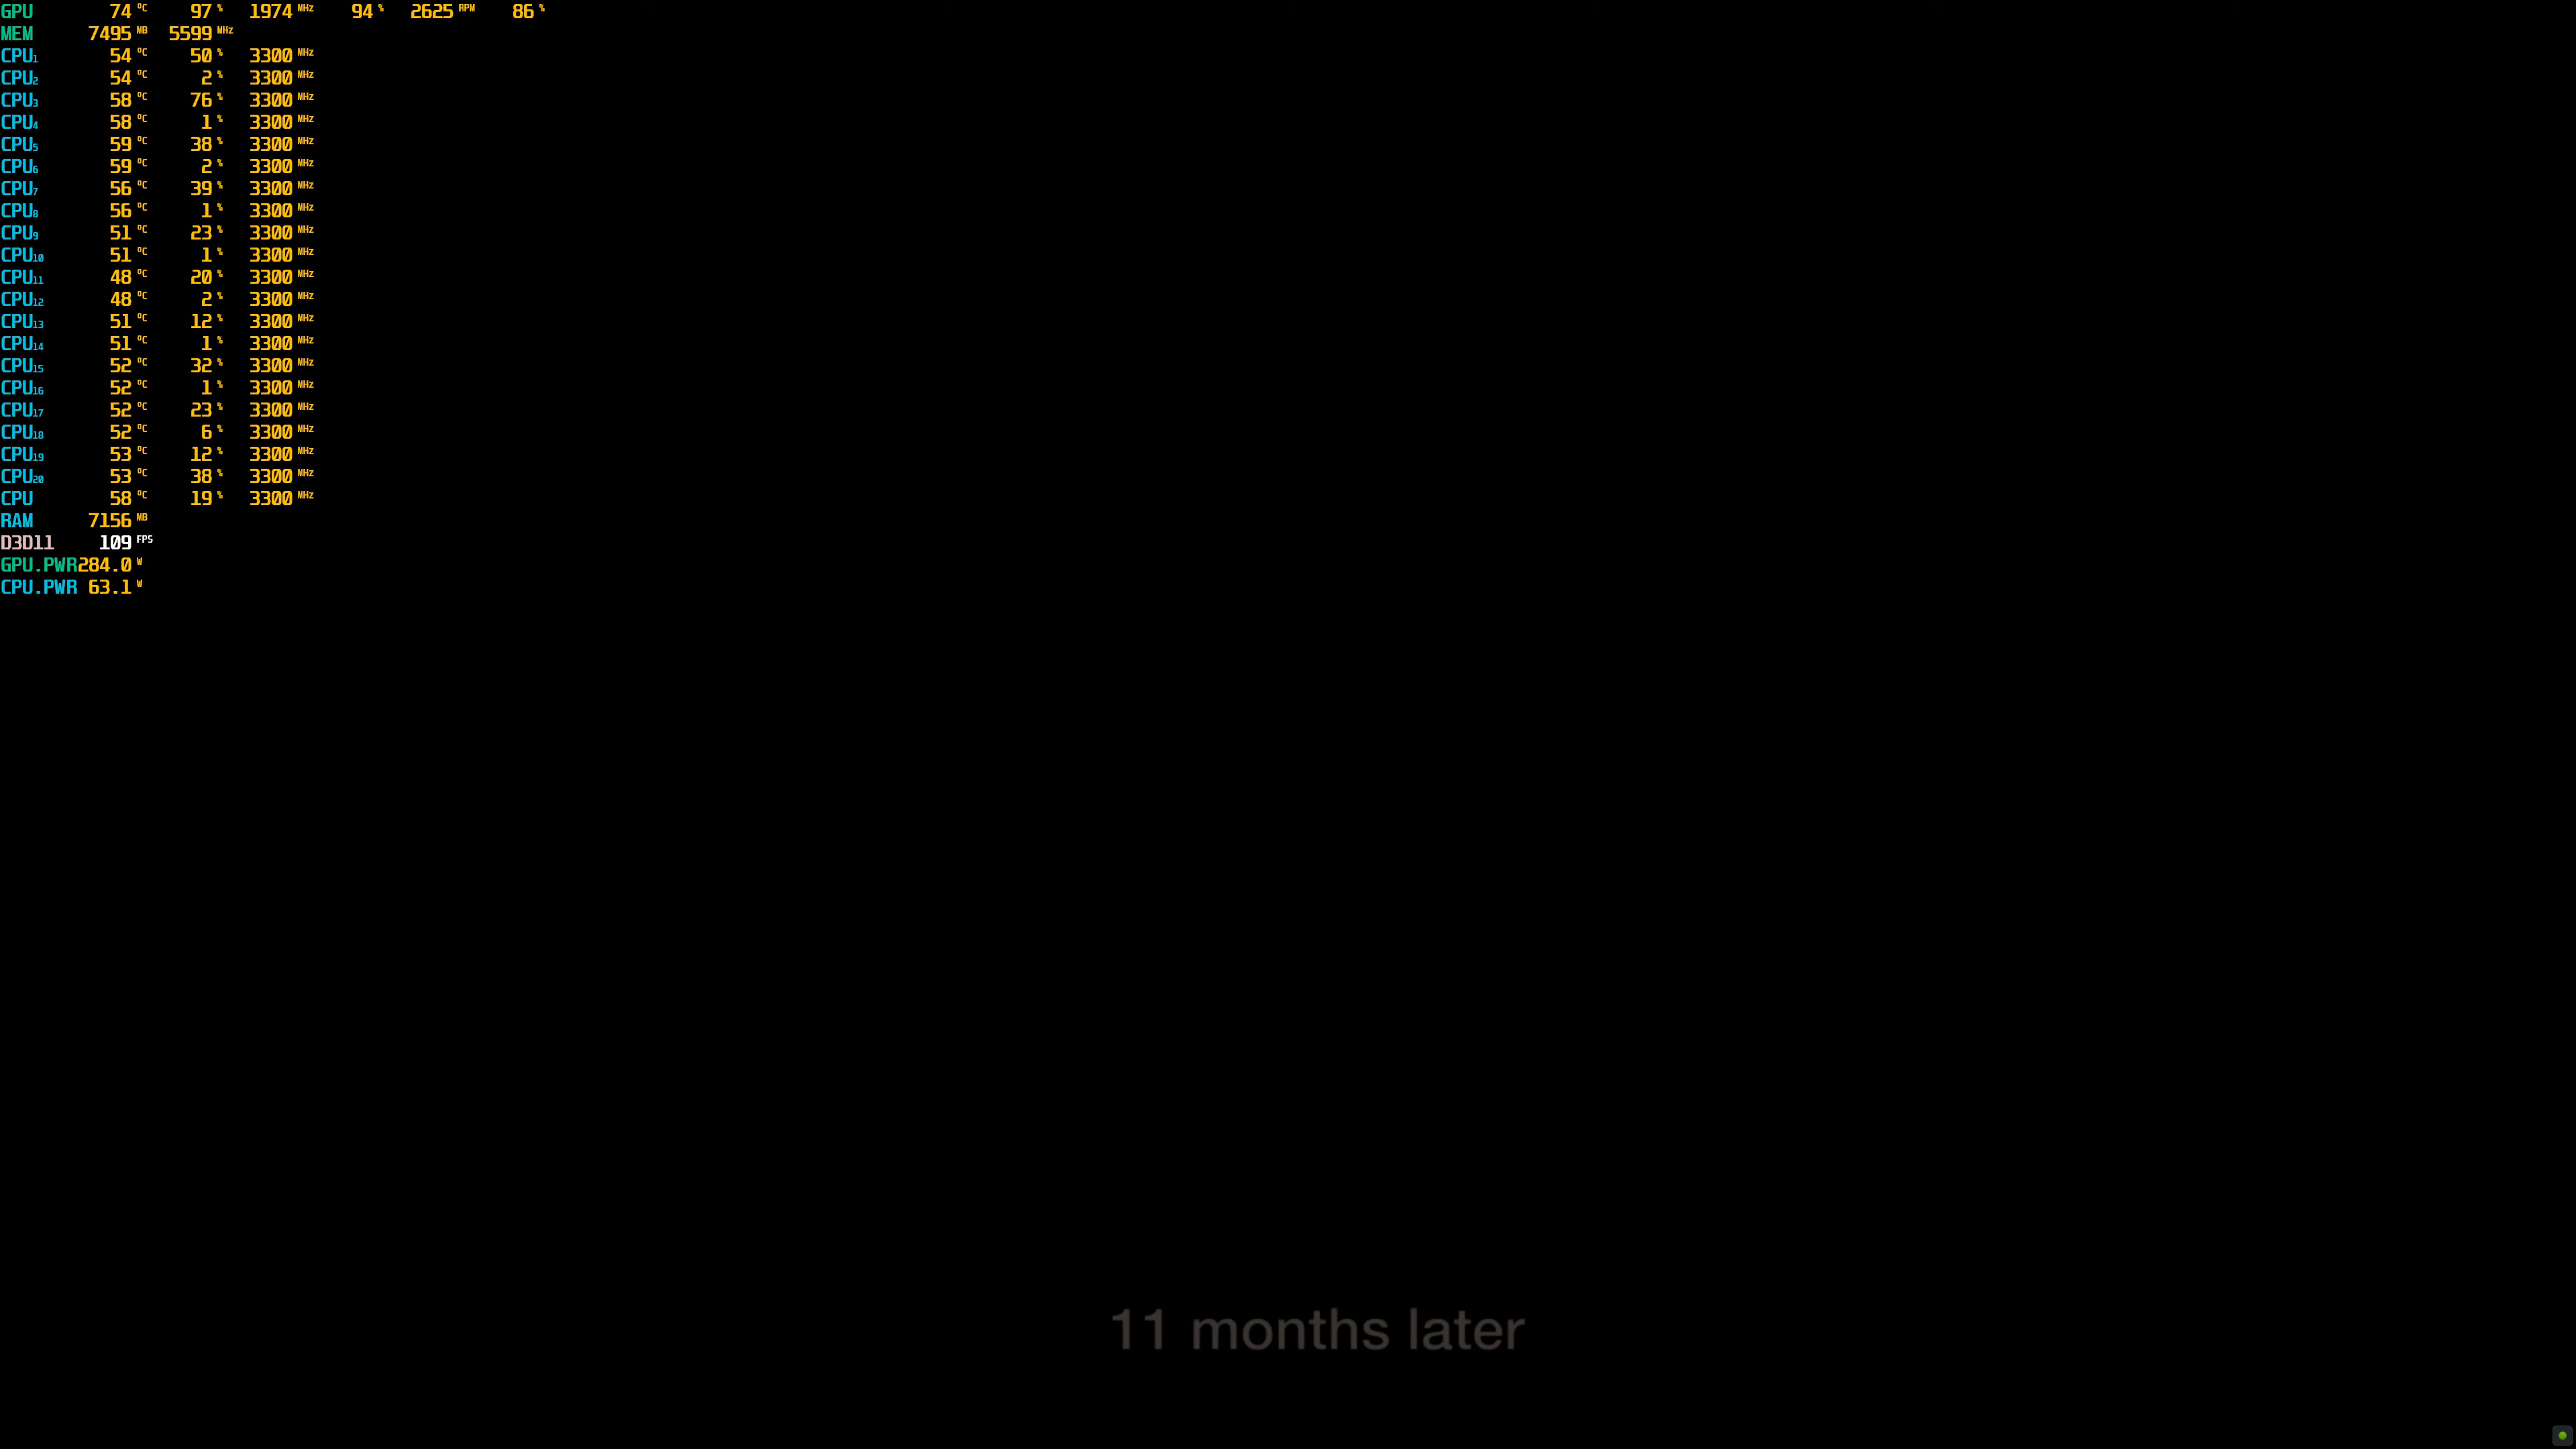 GPU 74 °C 97 % 1974 MHz 94 % 2625 RPM 86 %
MEM 7495 MB 5599 MHz
CPU1 54 °C 50 % 3300 MHz
CPU2 54 °C 2 % 3300 MHz
CPU3 58 °C 76 % 3300 MHz
CPU4 58 °C 1 % 3300 MHz
CPU5 59 °C 38 % 3300 MHz
CPU6 59 °C 2 % 3300 MHz
CPU7 56 °C 39 % 3300 MHz
CPU8 56 °C 1 % 3300 MHz
CPU9 51 °C 23 % 3300 MHz
CPU10 51 °C 1 % 3300 MHz
CPU11 48 °C 20 % 3300 MHz
CPU12 48 °C 2 % 3300 MHz
CPU13 51 °C 12 % 3300 MHz
CPU14 51 °C 1 % 3300 MHz
CPU15 52 °C 32 % 3300 MHz
CPU16 52 °C 1 % 3300 MHz
CPU17 52 °C 23 % 3300 MHz
CPU18 52 °C 6 % 3300 MHz
CPU19 53 °C 12 % 3300 MHz
CPU20 53 °C 38 % 3300 MHz
CPU 58 °C 19 % 3300 MHz
RAM 7156 MB
D3D11 109 FPS
GPU.PWR 284.0 W
CPU.PWR 63.1 W
11 months later